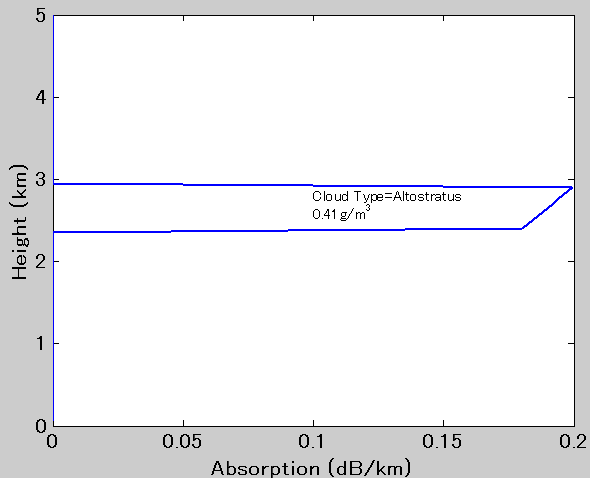 5
4
3
2
1
0
Height (km)
Cloud Type=Altostratus
0.41g/m³
0 0.05 0.1 0.15 0.2
Absorption (dB/km)